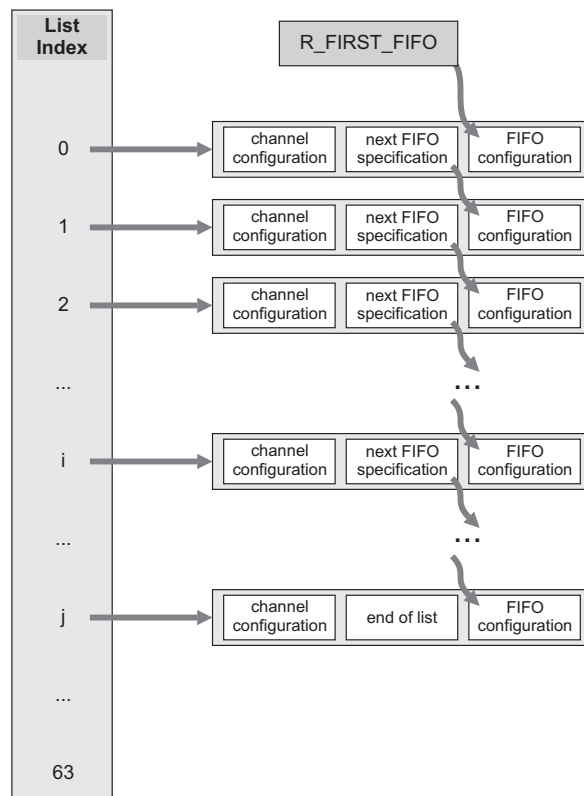 List
Index
R_FIRST_FIFO
0
channel
configuration
next FIFO
specification
FIFO
configuration
1
channel
configuration
next FIFO
specification
FIFO
configuration
2
channel
configuration
next FIFO
specification
FIFO
configuration
...
...
i
channel
configuration
next FIFO
specification
FIFO
configuration
...
...
j
channel
configuration
end of list
FIFO
configuration
...
63